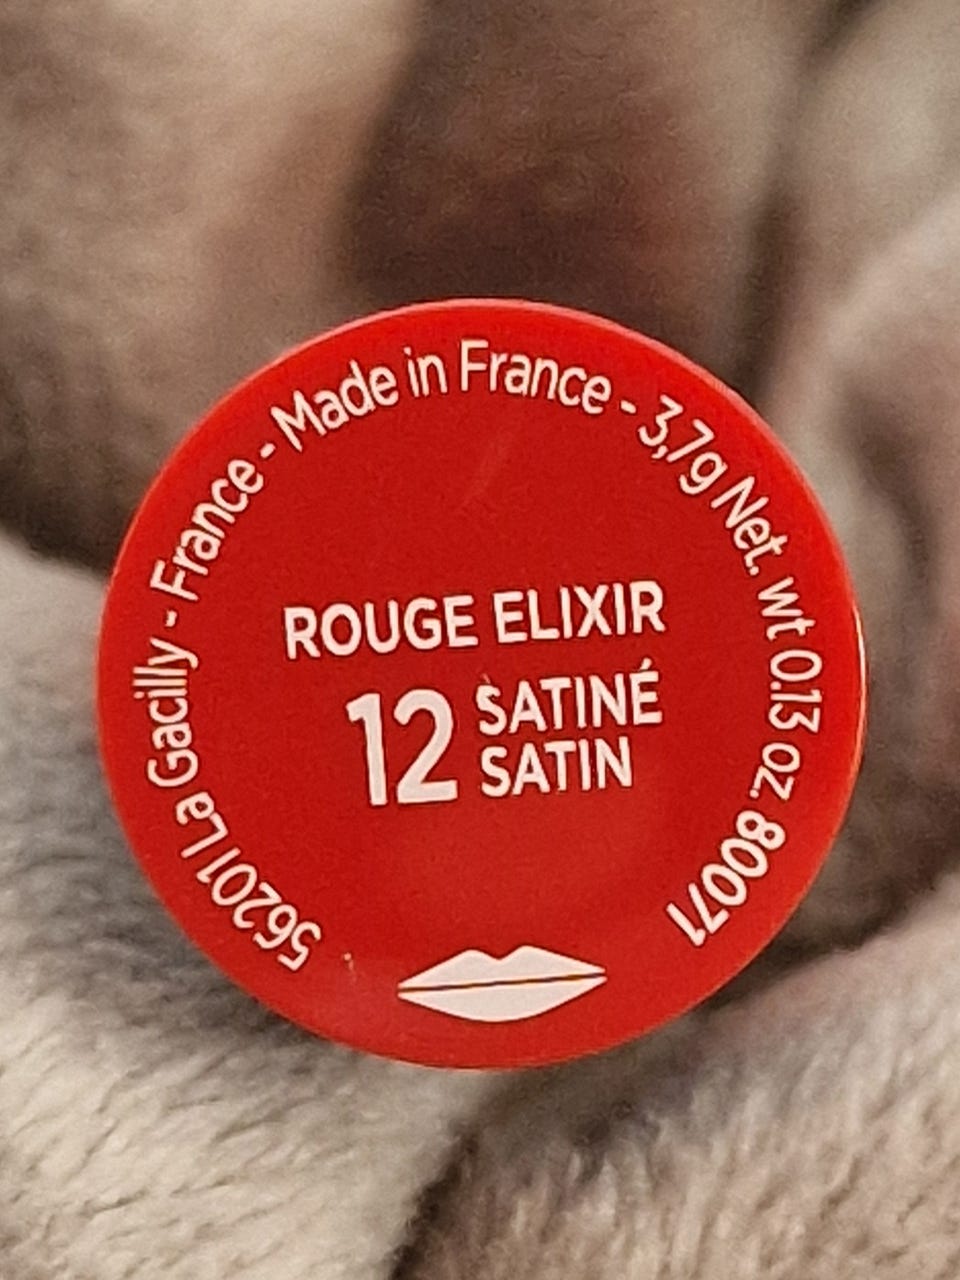 56201 La Gacilly - France - Made in France - 3,7g Net. wt 0.13 oz. 80071
ROUGE ELIXIR
12 SATINÉ
SATIN